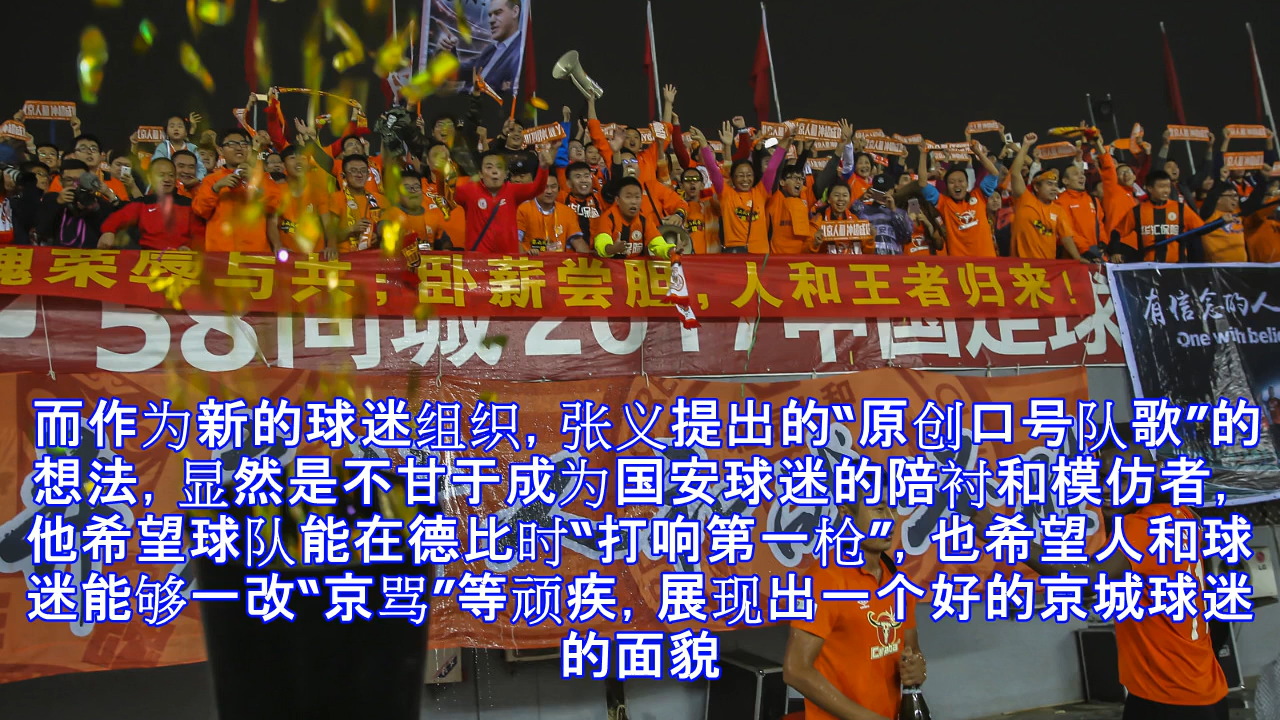 愧荣辱与共；卧薪尝胆，人和王者归来！
58同城 2017中国足球
有信念的人
One with belie
而作为新的球迷组织，张义提出的“原创口号队歌”的
想法，显然是不甘于成为国安球迷的陪衬和模仿者，
他希望球队能在德比时“打响第一枪”，也希望人和球
迷能够一改“京骂”等顽疾，展现出一个好的京城球迷
的面貌
Carabao